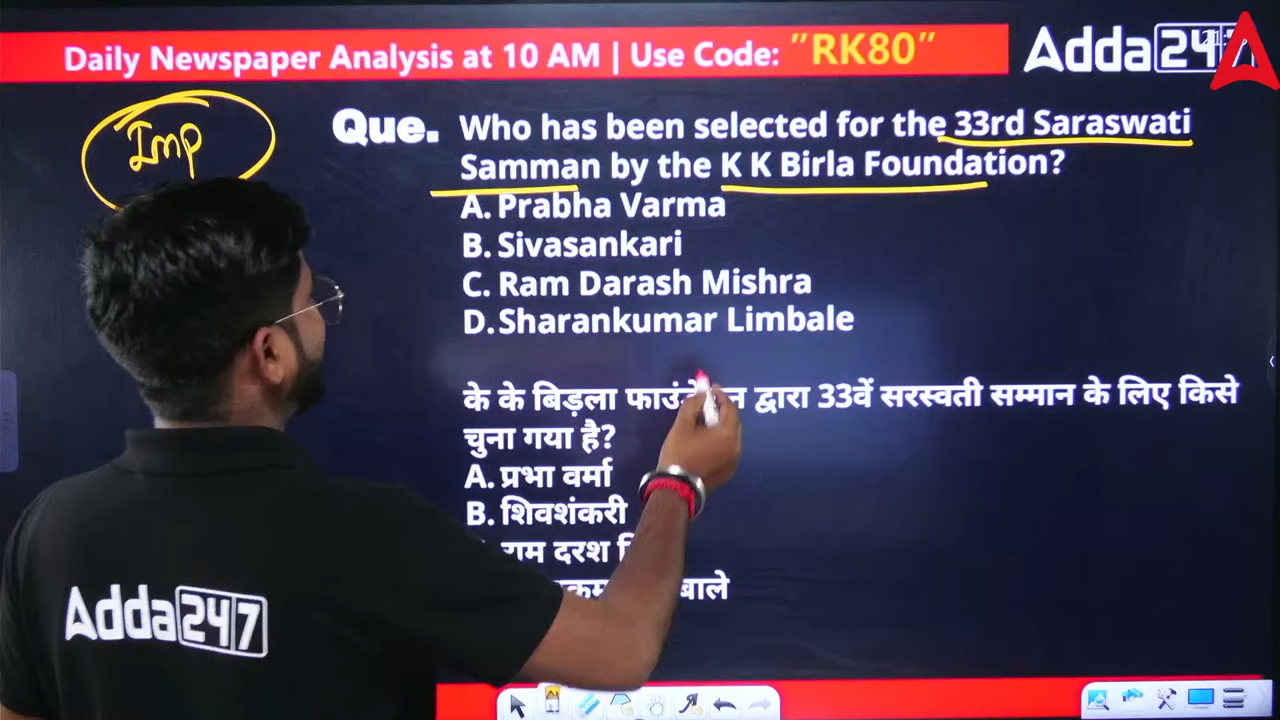 Daily Newspaper Analysis at 10 AM | Use Code: "RK80"
Adda247
Imp
Que. Who has been selected for the 33rd Saraswati
Samman by the K K Birla Foundation?
A. Prabha Varma
B. Sivasankari
C. Ram Darash Mishra
D. Sharankumar Limbale
के के बिड़ला द्वारा 33वें सरस्वती सम्मान के लिए किसे
चुना गया है?
A. प्रभा वर्मा
B. शिवशंकरी
राम दरश
Adda247